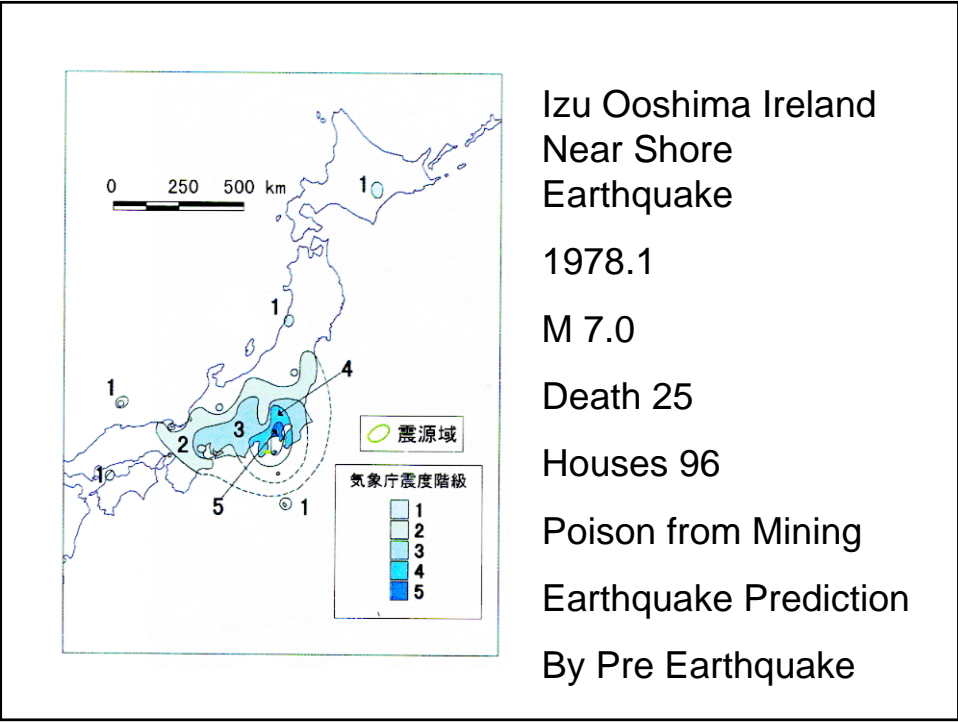 Izu Ooshima Ireland
Near Shore
Earthquake
1978.1
M 7.0
Death 25
Houses 96
Poison from Mining
Earthquake Prediction
By Pre Earthquake
0 250 500 km
1
1
4
1
3
2
震源域
1
5
1
気象庁震度階級
1
2
3
4
5